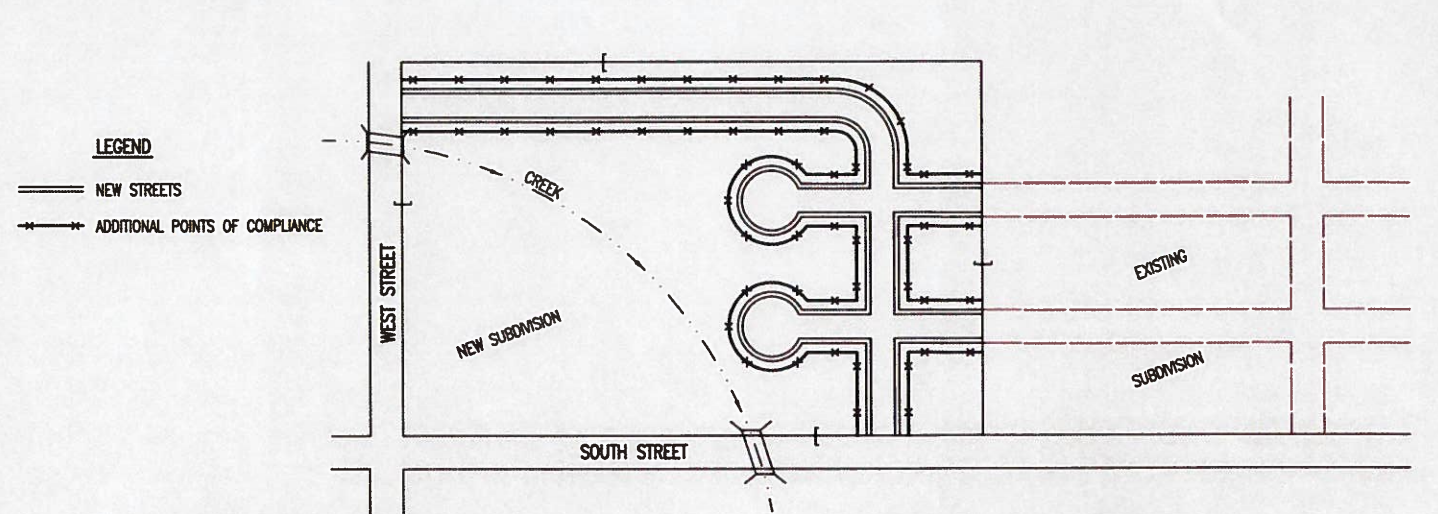 LEGEND
NEW STREETS
ADDITIONAL POINTS OF COMPLIANCE
CREEK
WEST STREET
NEW SUBDIVISION
EXISTING
SUBDIVISION
SOUTH STREET